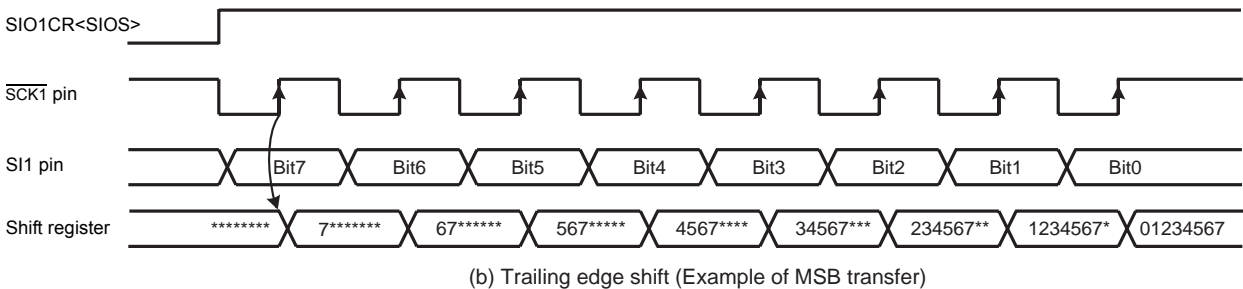 SIO1CR<SIOS>
SCK1 pin
SI1 pin Bit7 Bit6 Bit5 Bit4 Bit3 Bit2 Bit1 Bit0
Shift register ******** 7******* 67****** 567***** 4567**** 34567*** 234567** 1234567* 01234567
(b) Trailing edge shift (Example of MSB transfer)